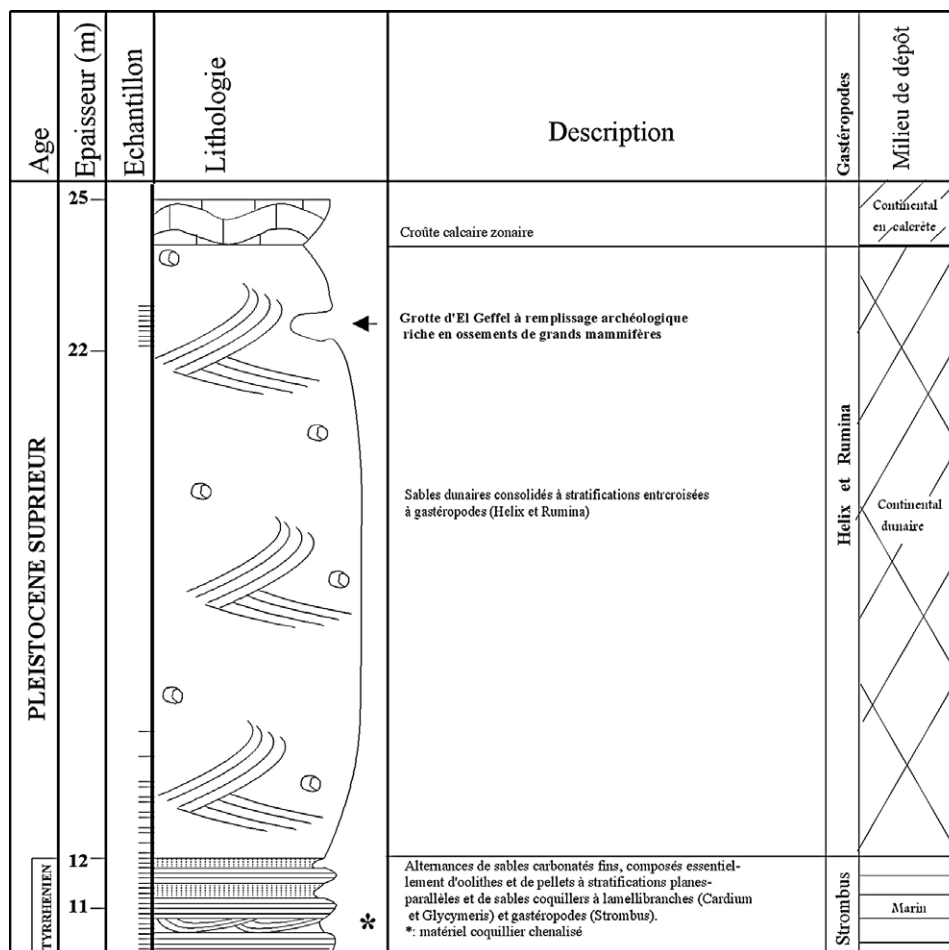 Age
Epaisseur (m)
Echantillon
Lithologie
Description
Gastéropodes
Milieu de dépôt
25
Croûte calcaire zonaire
Continental
en calcrète
Grotte d'El Geffel à remplissage archéologique
riche en ossements de grands mammifères
22
PLEISTOCENE SUPRIEUR
Sables dunaires consolidés à stratifications entrcroisées
à gastéropodes (Helix et Rumina)
Helix et Rumina
Continental
dunaire
12
11
TYRRHENIEN
Alternances de sables carbonatés fins, composés essentiel-
lement d'oolithes et de pellets à stratifications planes-
parallèles et de sables coquillers à lamellibranches (Cardium
et Glycymeris) et gastéropodes (Strombus).
*: matériel coquillier chenalisé
*
Strombus
Marin